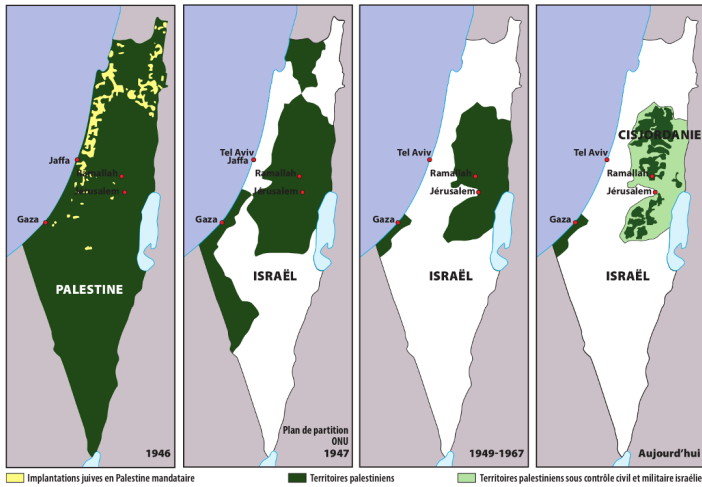 Jaffa
Ramallah
Jérusalem
Gaza
PALESTINE
1946
Tel Aviv
Jaffa
Ramallah
Jérusalem
Gaza
ISRAËL
Plan de partition
ONU
1947
Tel Aviv
Ramallah
Jérusalem
Gaza
ISRAËL
1949-1967
CISJORDANIE
Tel Aviv
Ramallah
Jérusalem
Gaza
ISRAËL
Aujourd'hui
Implantations juives en Palestine mandataire
Territoires palestiniens
Territoires palestiniens sous contrôle civil et militaire israélie